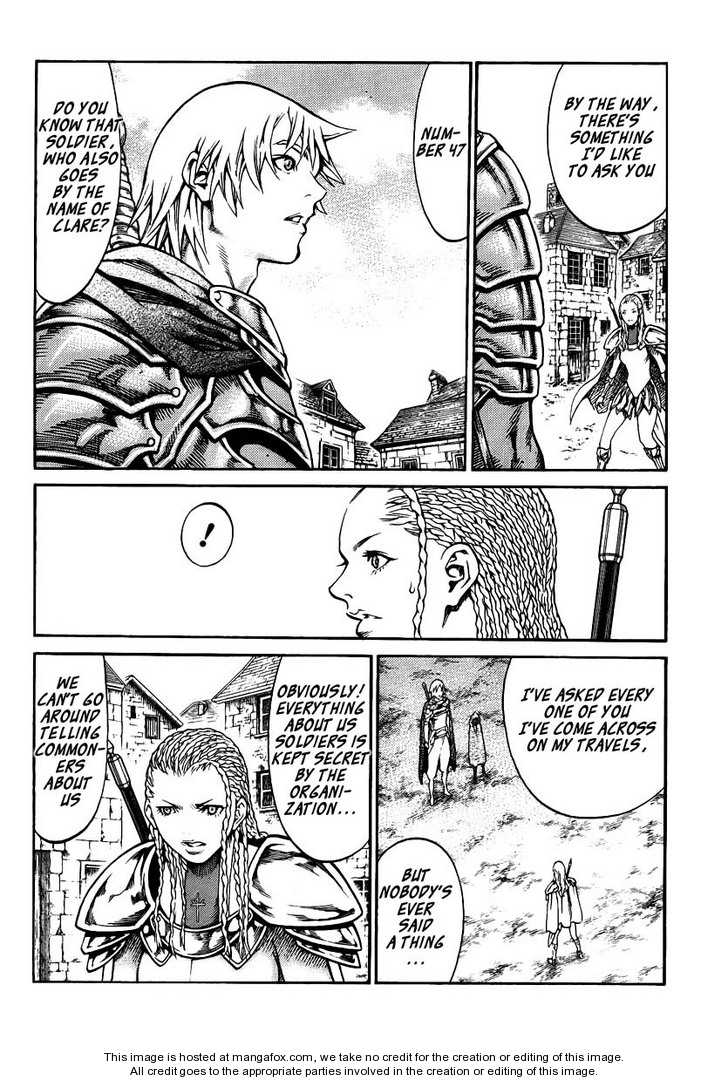 BY THE WAY,
THERE'S
SOMETHING
I'D LIKE
TO ASK YOU
NUM-
BER 47
DO YOU
KNOW THAT
SOLDIER,
WHO ALSO
GOES
BY THE
NAME OF
CLARE?
!
I'VE ASKED EVERY
ONE OF YOU
I'VE COME ACROSS
ON MY TRAVELS,
BUT
NOBODY'S
EVER
SAID
A THING
...
OBVIOUSLY!
EVERYTHING
ABOUT US
SOLDIERS IS
KEPT SECRET
BY THE
ORGANI-
ZATION...
WE
CAN'T GO
AROUND
TELLING
COMMON-
ERS
ABOUT
US
This image is hosted at mangafox.com, we take no credit for the creation or editing of this image.
All credit goes to the appropriate parties involved in the creation or editing of this image.